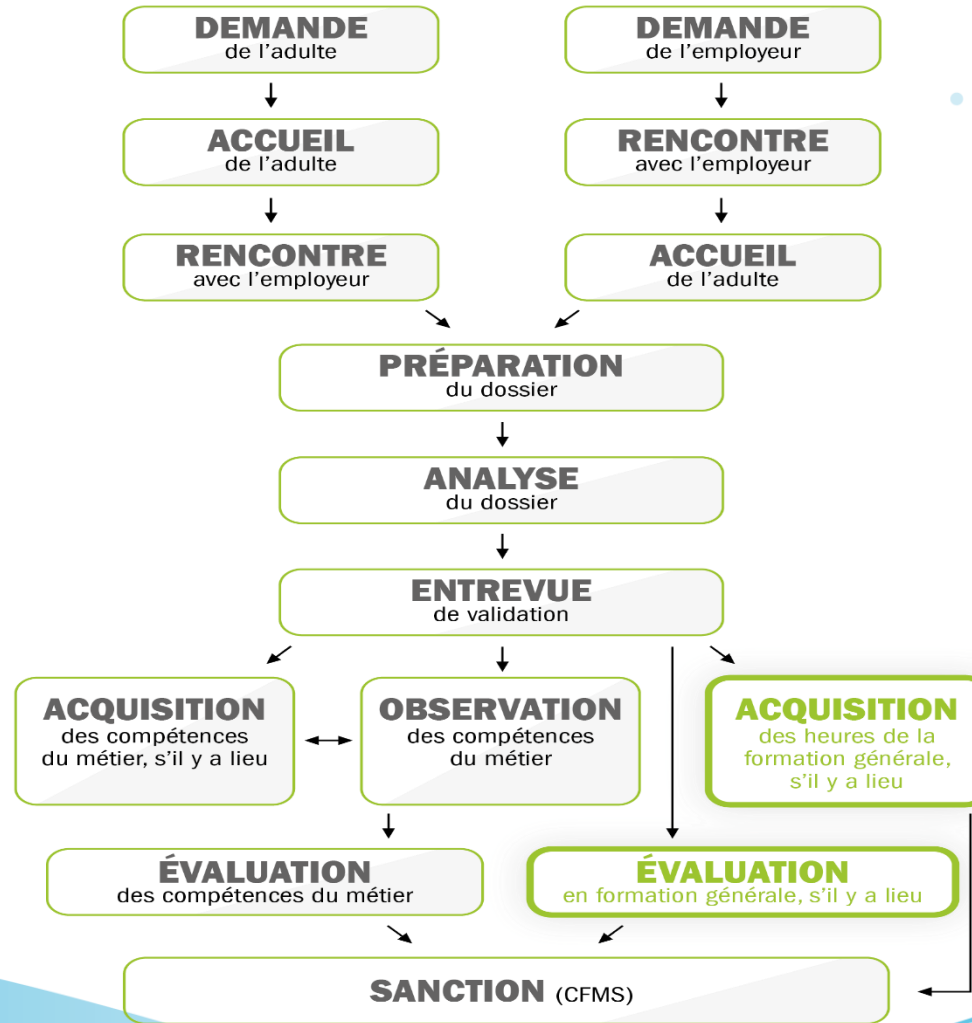 DEMANDE
de l'adulte
DEMANDE
de l'employeur
ACCUEIL
de l'adulte
RENCONTRE
avec l'employeur
RENCONTRE
avec l'employeur
ACCUEIL
de l'adulte
PRÉPARATION
du dossier
ANALYSE
du dossier
ENTREVUE
de validation
ACQUISITION
des compétences
du métier, s'il y a lieu
OBSERVATION
des compétences
du métier
ACQUISITION
des heures de la
formation générale,
s'il y a lieu
ÉVALUATION
des compétences du métier
ÉVALUATION
en formation générale, s'il y a lieu
SANCTION (CFMS)